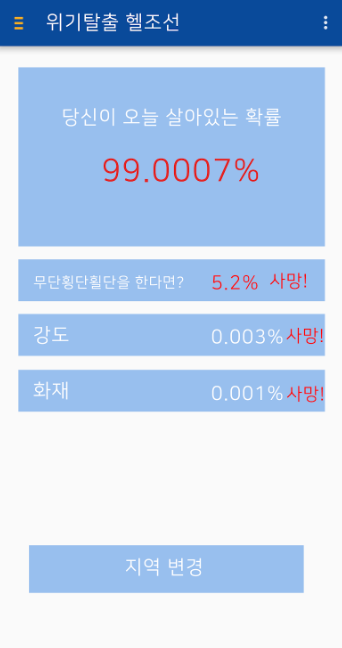 위기탈출 헬조선
당신이 오늘 살아있는 확률
99.0007%
무단횡단횔단을 한다면? 5.2% 사망!
강도 0.003% 사망!
화재 0.001% 사망!
지역 변경